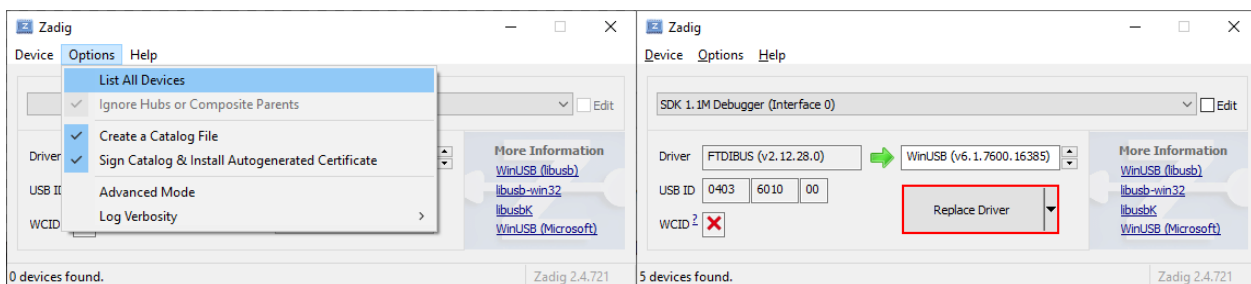 Zadig
Device Options Help
List All Devices
Ignore Hubs or Composite Parents
Edit
Create a Catalog File
Sign Catalog & Install Autogenerated Certificate
Driver
Advanced Mode
USB ID
Log Verbosity
WCID
More Information
WinUSB (libusb)
libusb-win32
libusbK
WinUSB (Microsoft)
0 devices found.
Zadig 2.4.721
Zadig
Device Options Help
SDK 1.1M Debugger (Interface 0)
Edit
Driver FTDIBUS (v2.12.28.0) WinUSB (v6.1.7600.16385)
USB ID 0403 6010 00
Replace Driver
WCID ?
More Information
WinUSB (libusb)
libusb-win32
libusbK
WinUSB (Microsoft)
5 devices found.
Zadig 2.4.721